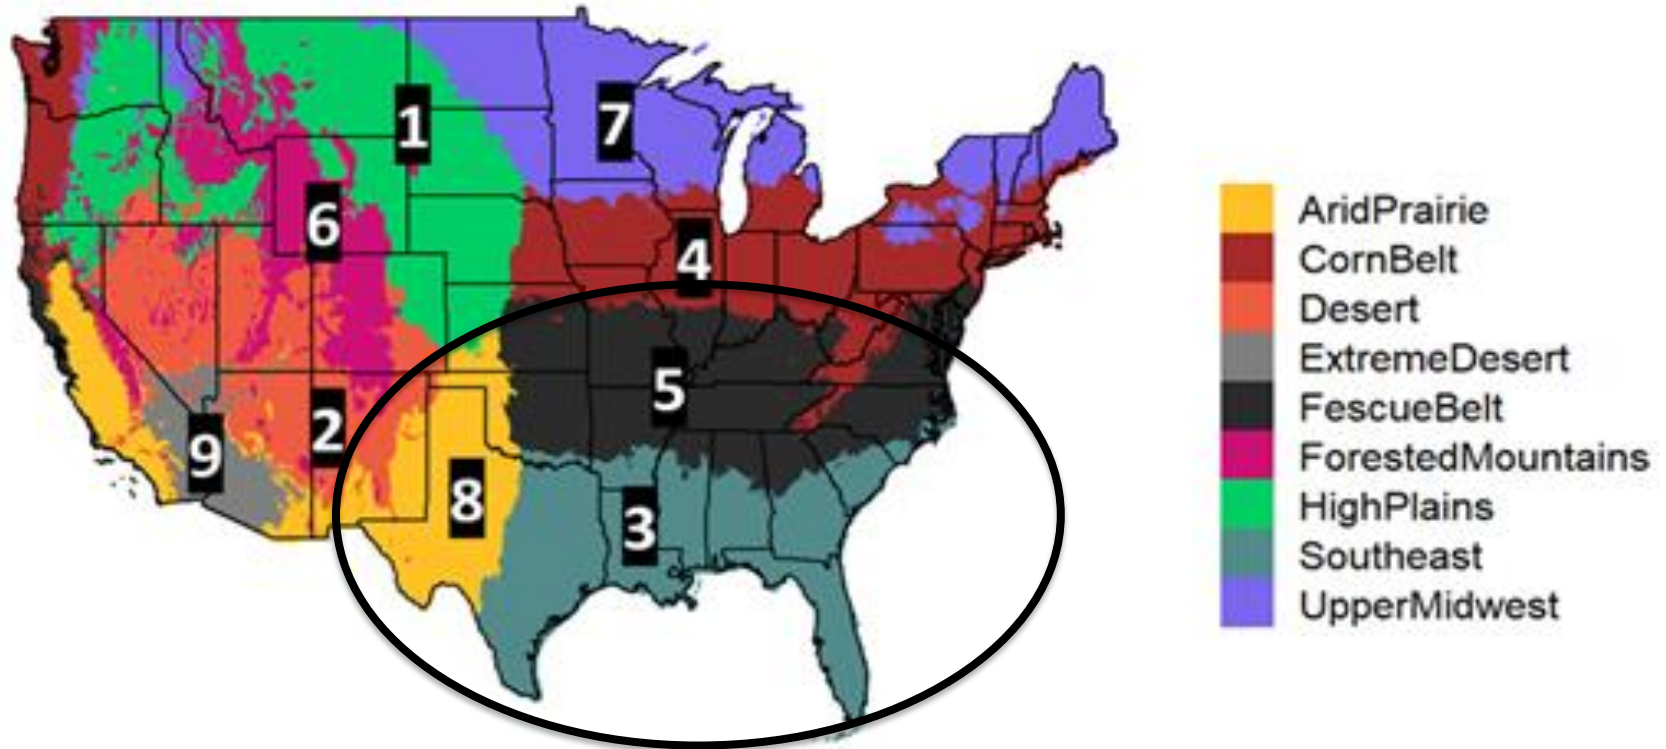 1
7
6
4
5
2
9
8
3
AridPrairie
CornBelt
Desert
ExtremeDesert
FescueBelt
ForestedMountains
HighPlains
Southeast
UpperMidwest